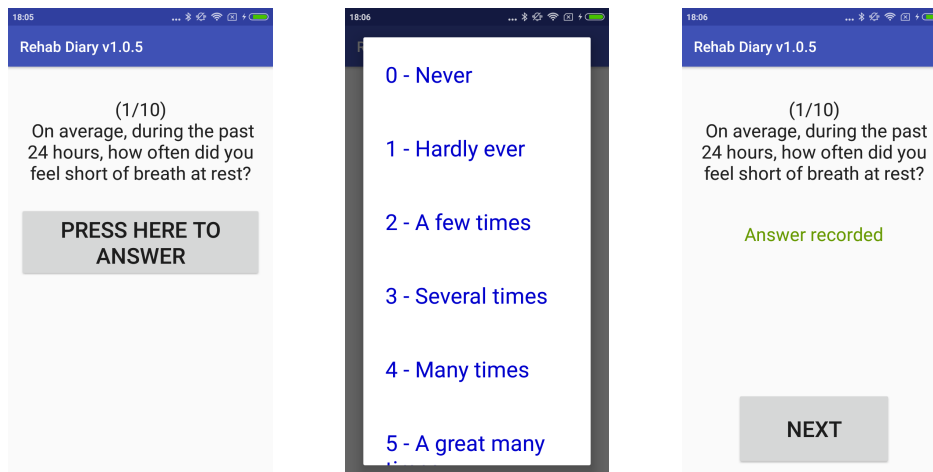 18:05
Rehab Diary v1.0.5
(1/10)
On average, during the past
24 hours, how often did you
feel short of breath at rest?
PRESS HERE TO
ANSWER
18:06
0 - Never
1 - Hardly ever
2 - A few times
3 - Several times
4 - Many times
5 - A great many
18:06
Rehab Diary v1.0.5
(1/10)
On average, during the past
24 hours, how often did you
feel short of breath at rest?
Answer recorded
NEXT